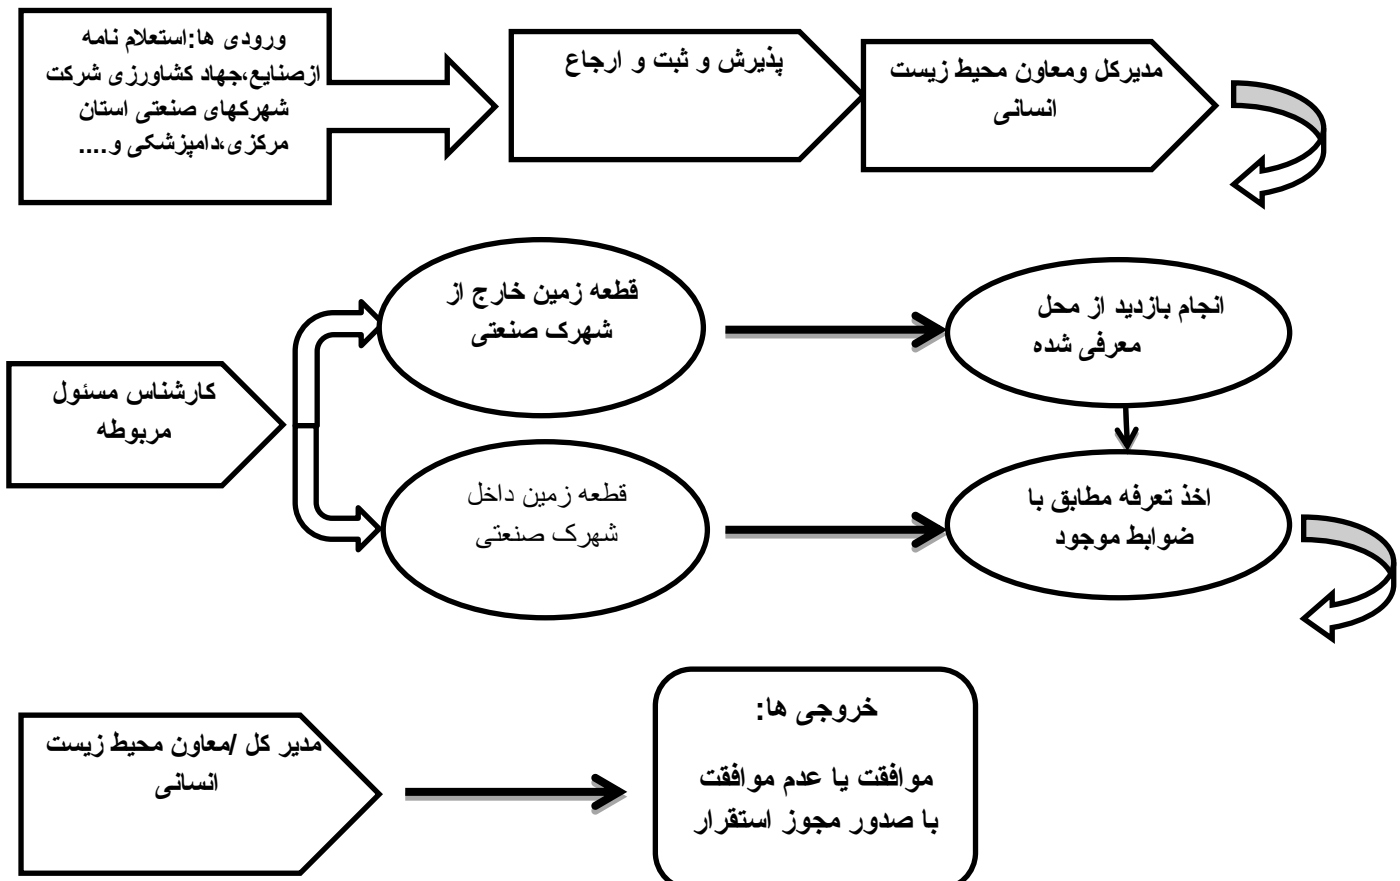 ورودی ها:استعلام نامه
ازصنایع،جهاد کشاورزی شرکت
شهرکهای صنعتی استان
مرکزی،دامپزشکی و....
پذیرش و ثبت و ارجاع
مدیرکل ومعاون محیط زیست
انسانی
قطعه زمین خارج از
شهرک صنعتی
انجام بازدید از محل
معرفی شده
کارشناس مسئول
مربوطه
قطعه زمین داخل
شهرک صنعتی
اخذ تعرفه مطابق با
ضوابط موجود
مدیر کل /معاون محیط زیست
انسانی
خروجی ها:
موافقت یا عدم موافقت
با صدور مجوز استقرار